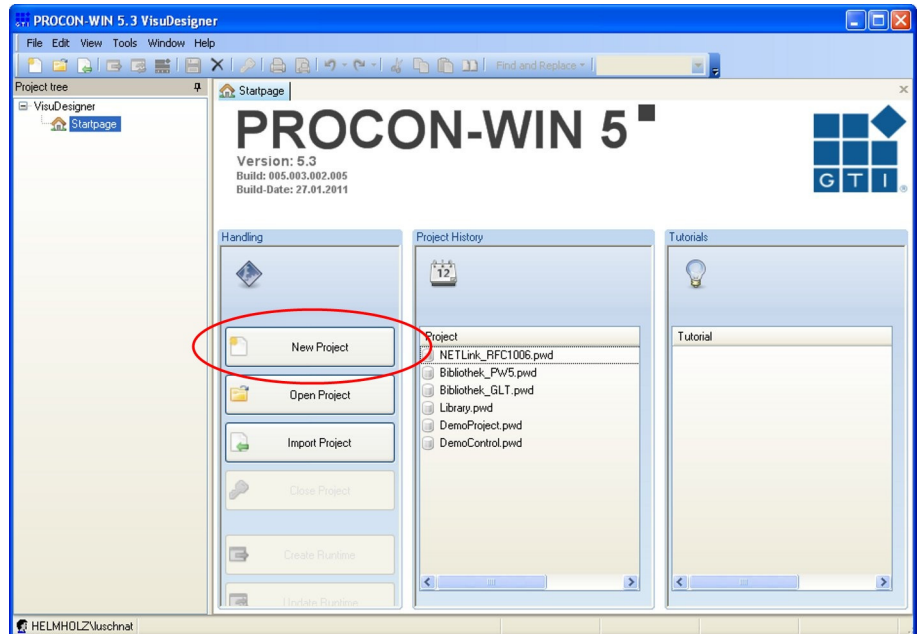 PROCON-WIN 5.3 VisuDesigner
File Edit View Tools Window Help
Find and Replace
Project tree
VisuDesigner
Startpage
Startpage
PROCON-WIN 5
Version: 5.3
Build: 005.003.002.005
Build-Date: 27.01.2011
GTI
Handling
New Project
Open Project
Import Project
Close Project
Create Runtime
Update Runtime
Project History
12
Project
NETLink_RFC1006.pwd
Bibliothek_PW5.pwd
Bibliothek_GLT.pwd
Library.pwd
DemoProject.pwd
DemoControl.pwd
Tutorials
Tutorial
HELMHOLZ\luschnat